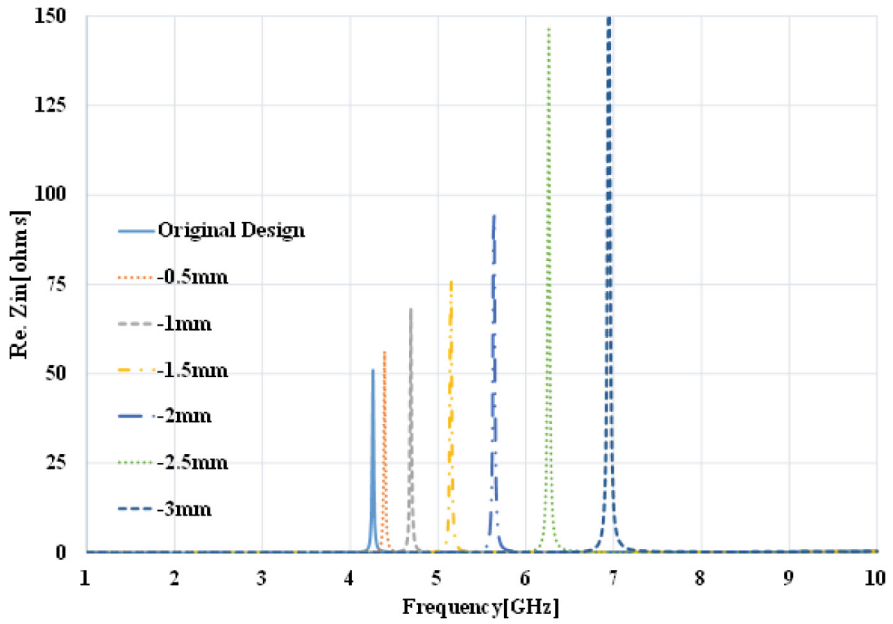 150
125
100
75
50
25
0
Re. Zin[ohms]
Original Design
-0.5mm
-1mm
-1.5mm
-2mm
-2.5mm
-3mm
1 2 3 4 5 6 7 8 9 10
Frequency[GHz]